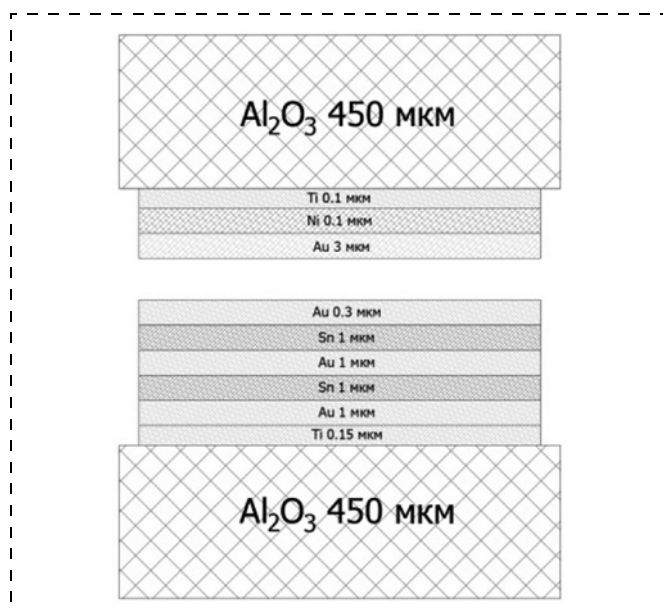 Al₂O₃ 450 мкм
Ti 0.1 мкм
Ni 0.1 мкм
Au 3 мкм
Au 0.3 мкм
Sn 1 мкм
Au 1 мкм
Sn 1 мкм
Au 1 мкм
Ti 0.15 мкм
Al₂O₃ 450 мкм